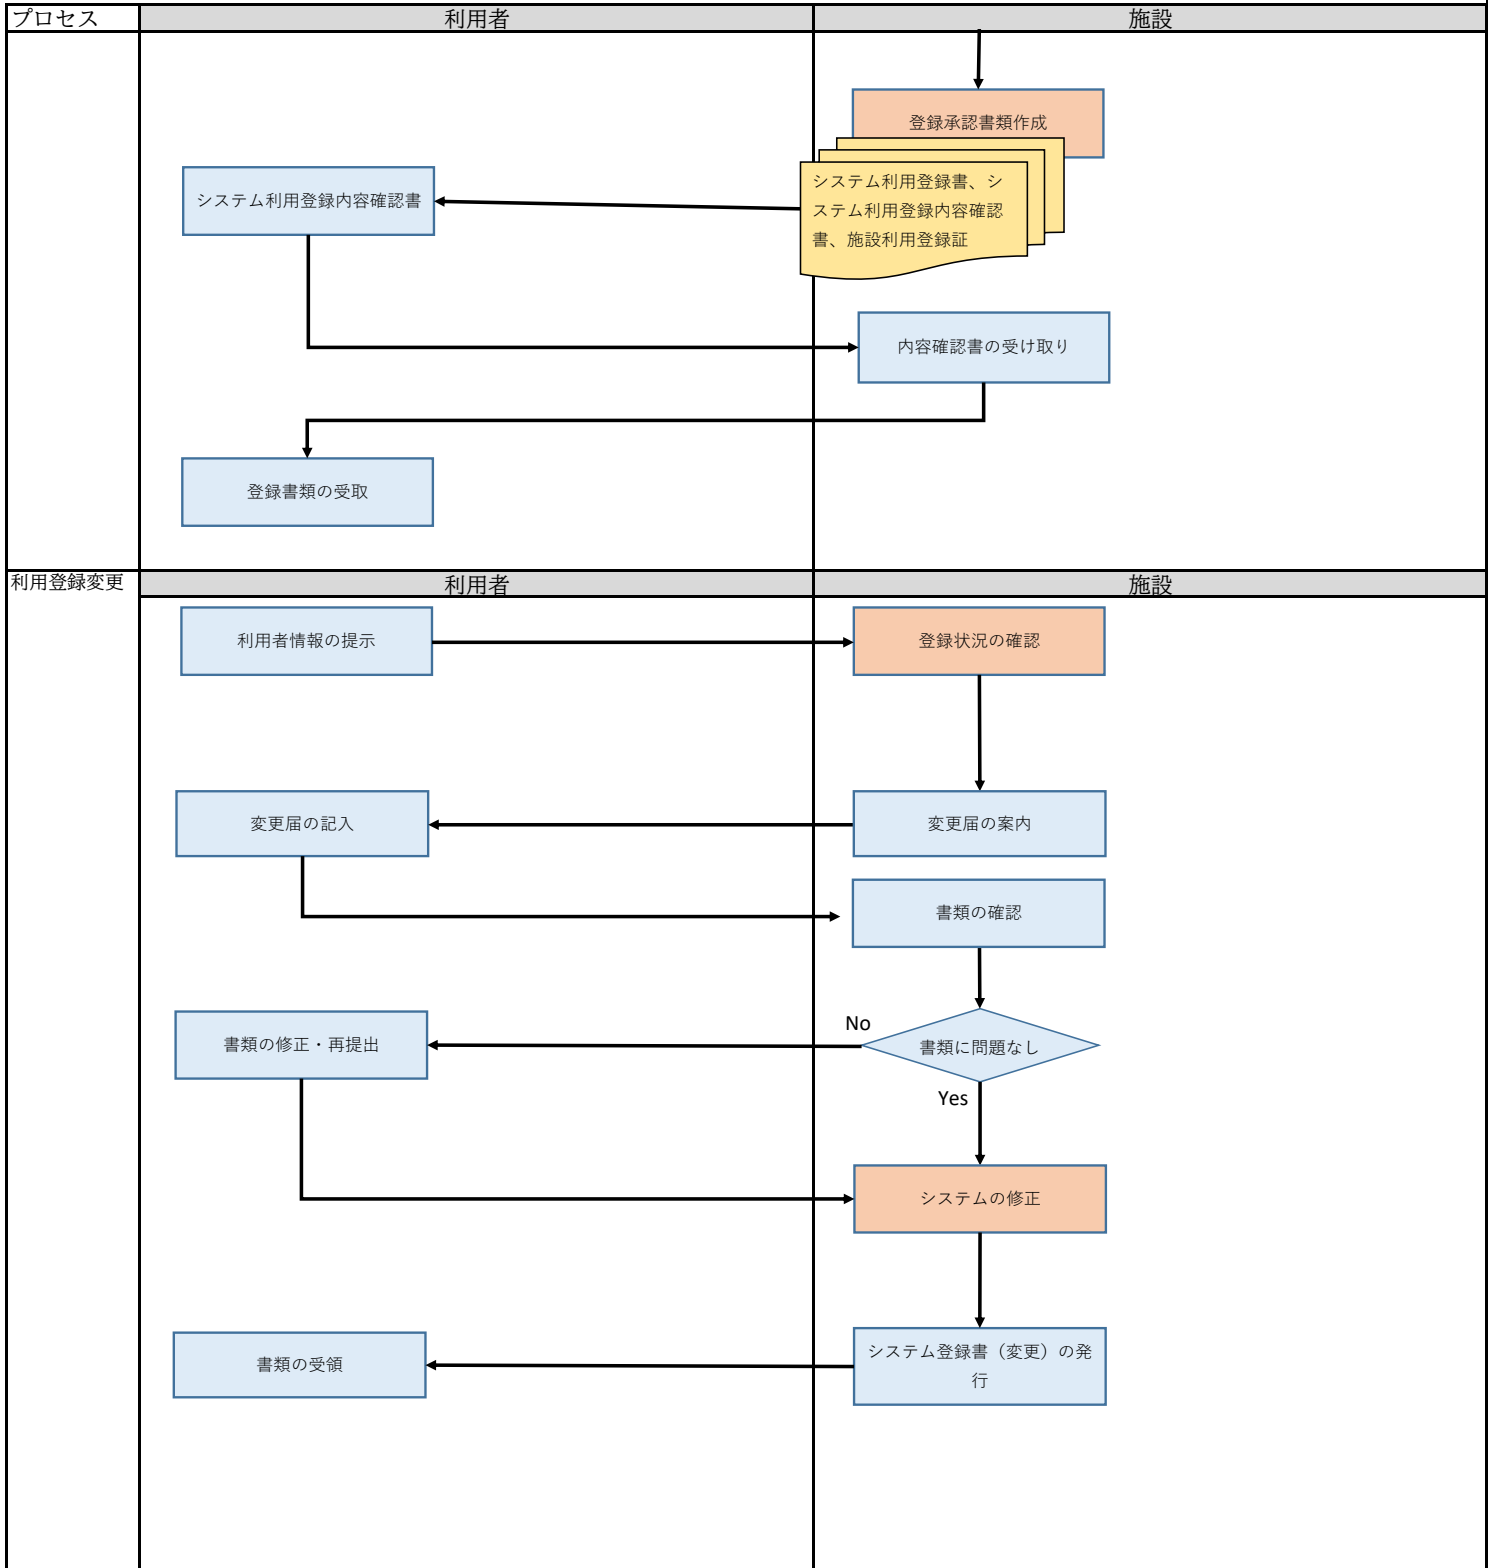 プロセス
利用者
施設
登録承認書類作成
システム利用登録書、シ
ステム利用登録内容確認
書、施設利用登録証
システム利用登録内容確認書
内容確認書の受け取り
登録書類の受取
利用登録変更
利用者
施設
利用者情報の提示
登録状況の確認
変更届の記入
変更届の案内
書類の確認
No
書類の修正・再提出
書類に問題なし
Yes
システムの修正
書類の受領
システム登録書（変更）の発
行